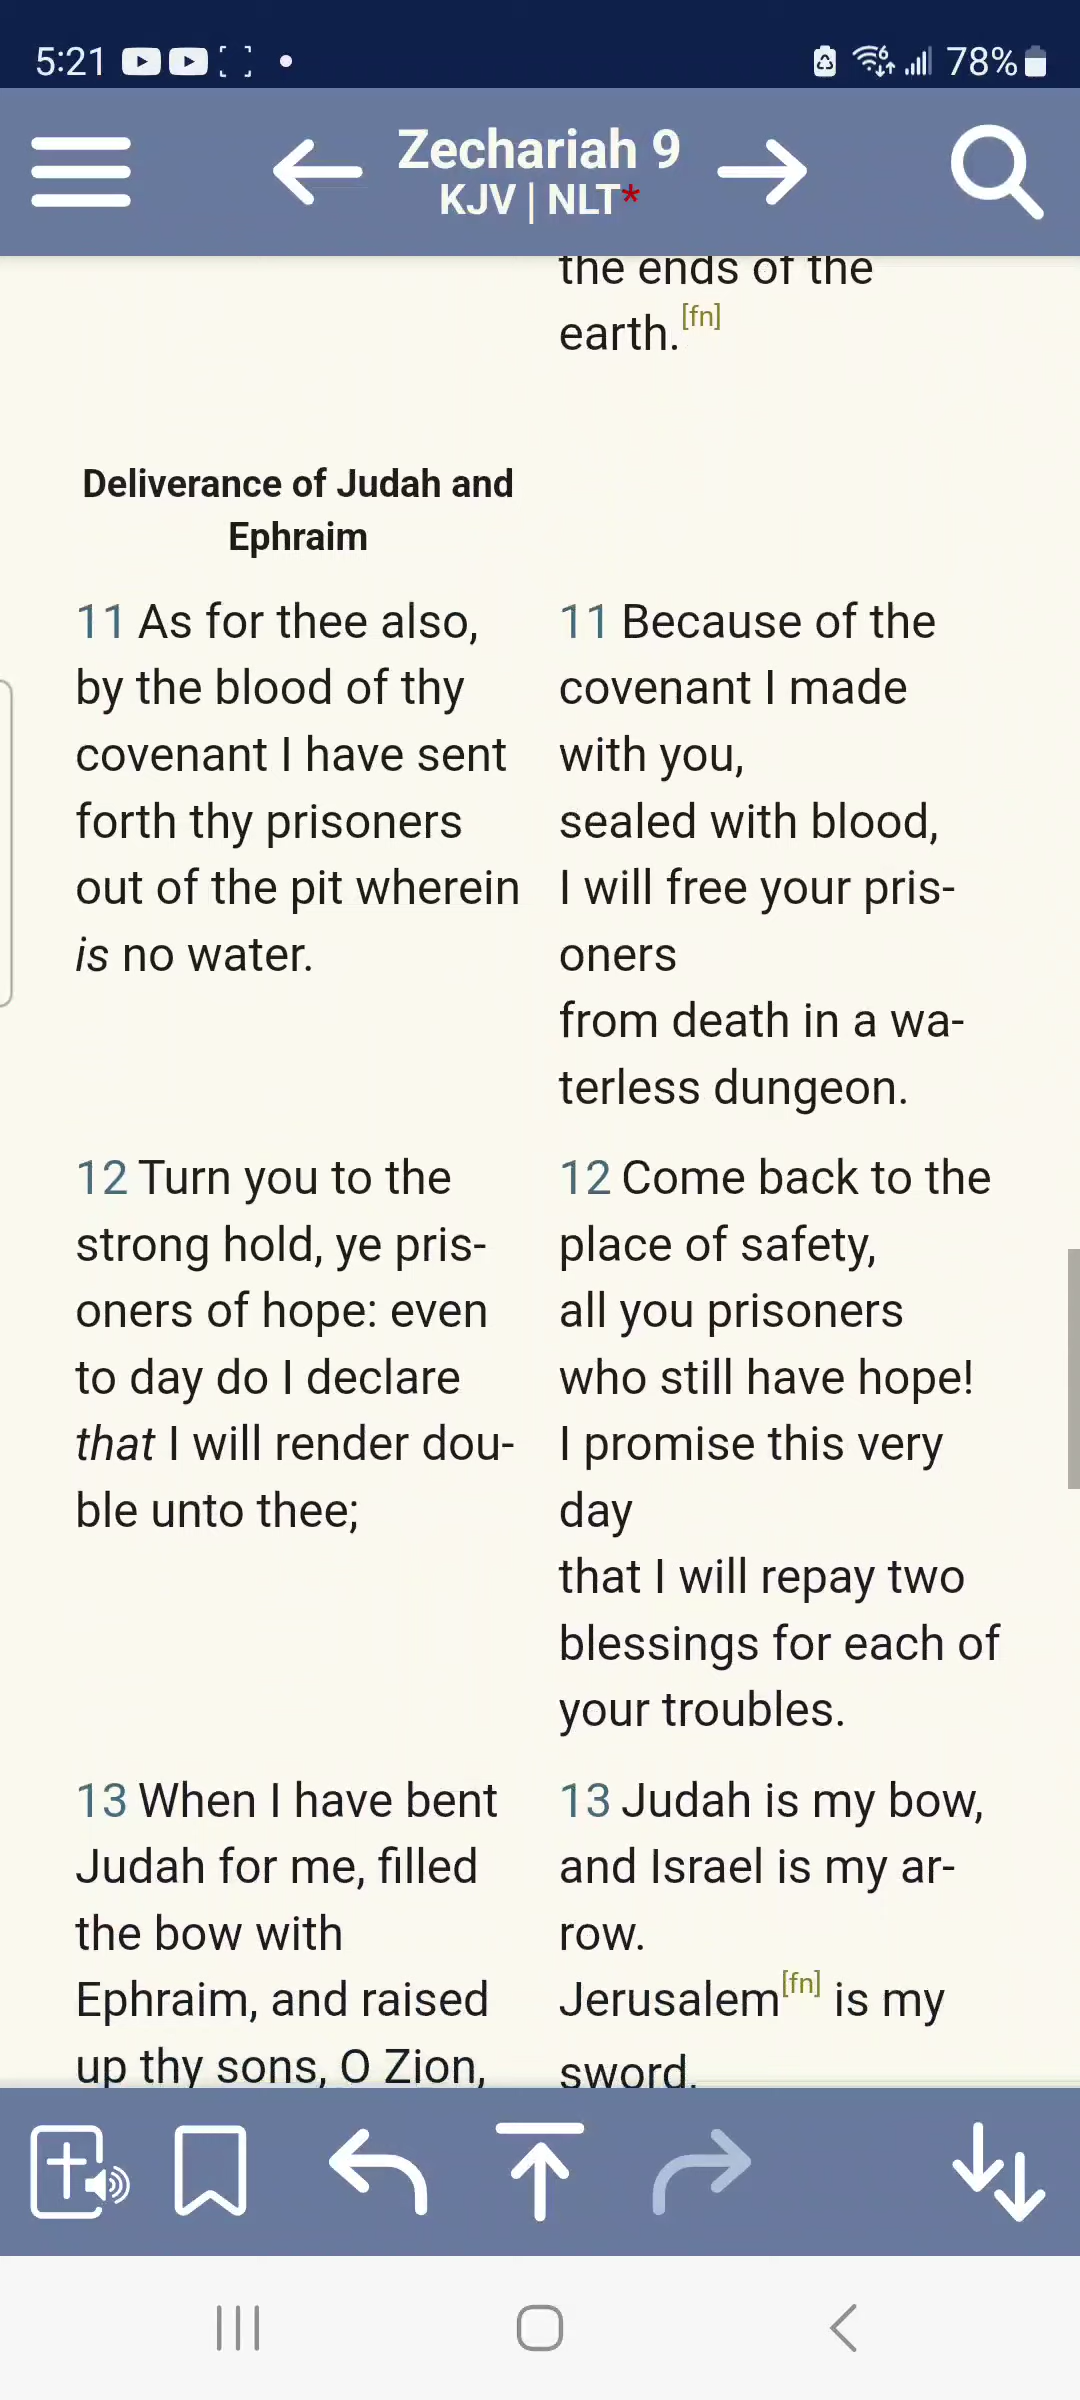 5:21
78%
Zechariah 9
KJV | NLT*
the ends of the
earth. [fn]
Deliverance of Judah and
Ephraim
11 As for thee also,
by the blood of thy
covenant I have sent
forth thy prisoners
out of the pit wherein
is no water.
11 Because of the
covenant I made
with you,
sealed with blood,
I will free your pris-
oners
from death in a wa-
terless dungeon.
12 Turn you to the
strong hold, ye pris-
oners of hope: even
to day do I declare
that I will render dou-
ble unto thee;
12 Come back to the
place of safety,
all you prisoners
who still have hope!
I promise this very
day
that I will repay two
blessings for each of
your troubles.
13 When I have bent
Judah for me, filled
the bow with
Ephraim, and raised
up thy sons, O Zion,
13 Judah is my bow,
and Israel is my ar-
row.
Jerusalem[fn] is my
sword.